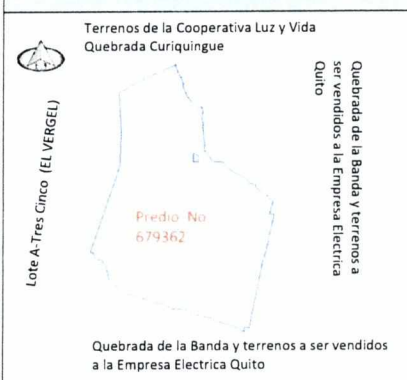 Terrenos de la Cooperativa Luz y Vida
Quebrada Curiquingue
Quebrada de la Banda y terrenos a
ser vendidos a la Empresa Electrica
Quito
Lote A-Tres Cinco (EL VERGEL)
Predio No
679362
Quebrada de la Banda y terrenos a ser vendidos
a la Empresa Electrica Quito